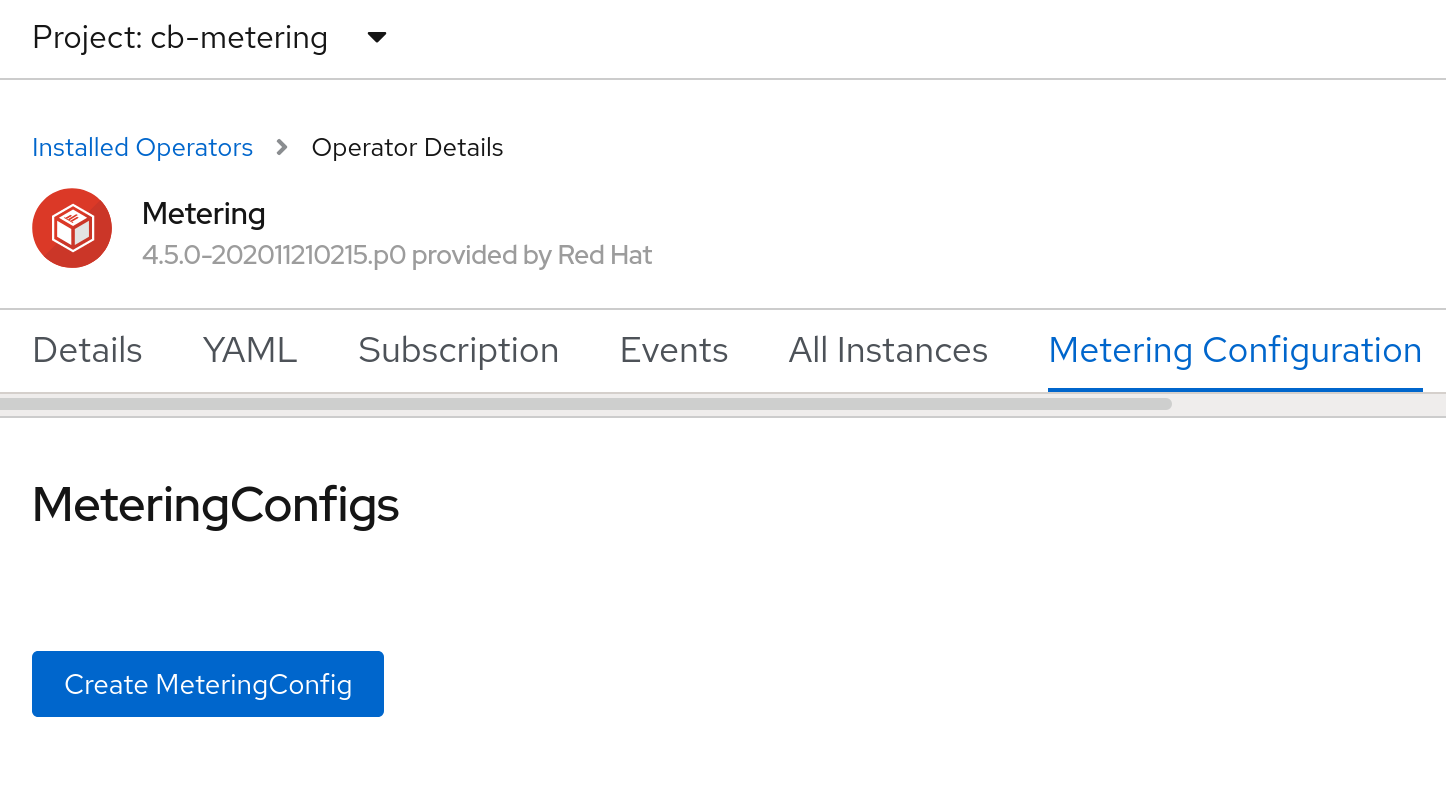 Project: cb-metering
Installed Operators Operator Details
Metering
4.5.0-202011210215.p0 provided by Red Hat
Details YAML Subscription Events All Instances Metering Configuration
MeteringConfigs
Create MeteringConfig